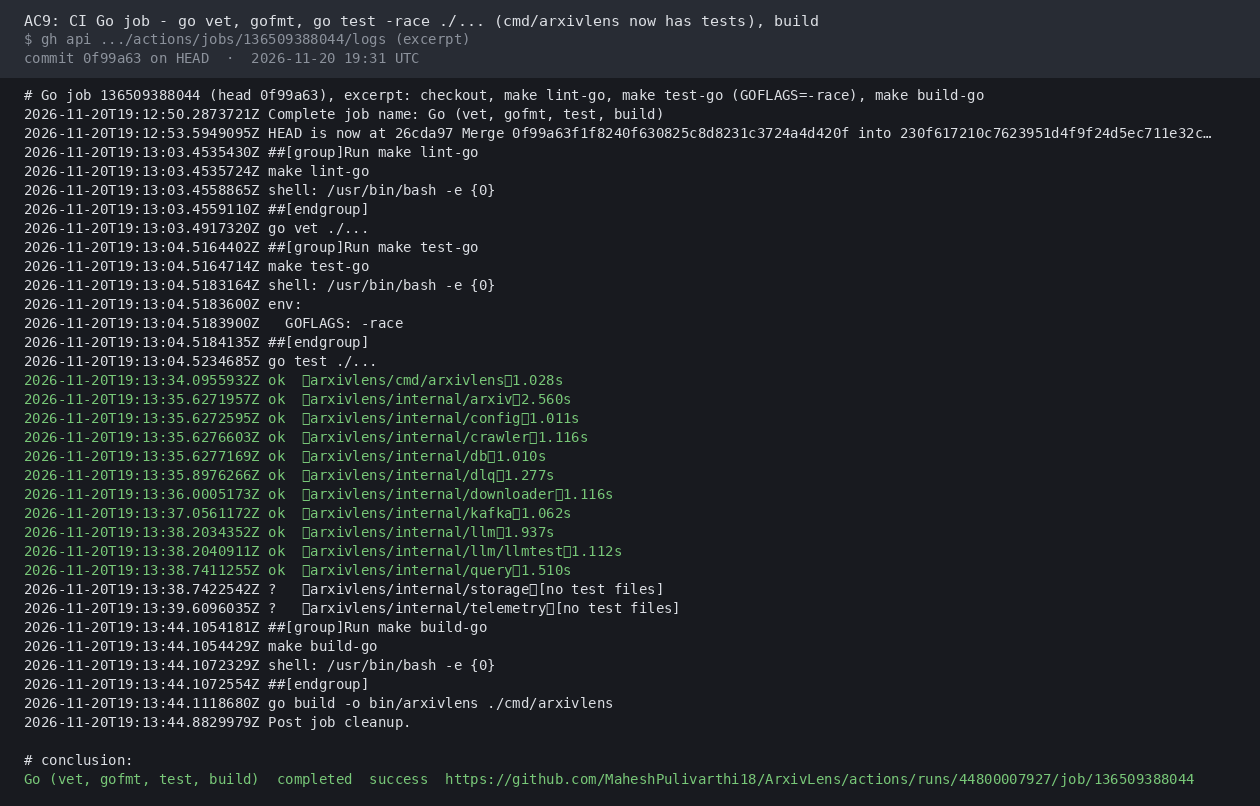 AC9: CI Go job - go vet, gofmt, go test -race ./... (cmd/arxivlens now has tests), build
$ gh api .../actions/jobs/136509388044/logs (excerpt)
commit 0f99a63 on HEAD  ·  2026-11-20 19:31 UTC
# Go job 136509388044 (head 0f99a63), excerpt: checkout, make lint-go, make test-go (GOFLAGS=-race), make build-go
2026-11-20T19:12:50.2873721Z Complete job name: Go (vet, gofmt, test, build)
2026-11-20T19:12:53.5949095Z HEAD is now at 26cda97 Merge 0f99a63f1f8240f630825c8d8231c3724a4d420f into 230f617210c7623951d4f9f24d5ec711e32c…
2026-11-20T19:13:03.4535430Z ##[group]Run make lint-go
2026-11-20T19:13:03.4535724Z make lint-go
2026-11-20T19:13:03.4558865Z shell: /usr/bin/bash -e {0}
2026-11-20T19:13:03.4559110Z ##[endgroup]
2026-11-20T19:13:03.4917320Z go vet ./...
2026-11-20T19:13:04.5164402Z ##[group]Run make test-go
2026-11-20T19:13:04.5164714Z make test-go
2026-11-20T19:13:04.5183164Z shell: /usr/bin/bash -e {0}
2026-11-20T19:13:04.5183600Z env:
2026-11-20T19:13:04.5183900Z   GOFLAGS: -race
2026-11-20T19:13:04.5184135Z ##[endgroup]
2026-11-20T19:13:04.5234685Z go test ./...
2026-11-20T19:13:34.0955932Z ok  ▯arxivlens/cmd/arxivlens▯1.028s
2026-11-20T19:13:35.6271957Z ok  ▯arxivlens/internal/arxiv▯2.560s
2026-11-20T19:13:35.6272595Z ok  ▯arxivlens/internal/config▯1.011s
2026-11-20T19:13:35.6276603Z ok  ▯arxivlens/internal/crawler▯1.116s
2026-11-20T19:13:35.6277169Z ok  ▯arxivlens/internal/db▯1.010s
2026-11-20T19:13:35.8976266Z ok  ▯arxivlens/internal/dlq▯1.277s
2026-11-20T19:13:36.0005173Z ok  ▯arxivlens/internal/downloader▯1.116s
2026-11-20T19:13:37.0561172Z ok  ▯arxivlens/internal/kafka▯1.062s
2026-11-20T19:13:38.2034352Z ok  ▯arxivlens/internal/llm▯1.937s
2026-11-20T19:13:38.2040911Z ok  ▯arxivlens/internal/llm/llmtest▯1.112s
2026-11-20T19:13:38.7411255Z ok  ▯arxivlens/internal/query▯1.510s
2026-11-20T19:13:38.7422542Z ?   ▯arxivlens/internal/storage▯[no test files]
2026-11-20T19:13:39.6096035Z ?   ▯arxivlens/internal/telemetry▯[no test files]
2026-11-20T19:13:44.1054181Z ##[group]Run make build-go
2026-11-20T19:13:44.1054429Z make build-go
2026-11-20T19:13:44.1072329Z shell: /usr/bin/bash -e {0}
2026-11-20T19:13:44.1072554Z ##[endgroup]
2026-11-20T19:13:44.1118680Z go build -o bin/arxivlens ./cmd/arxivlens
2026-11-20T19:13:44.8829979Z Post job cleanup.
# conclusion:
Go (vet, gofmt, test, build)  completed  success  https://github.com/MaheshPulivarthi18/ArxivLens/actions/runs/44800007927/job/136509388044